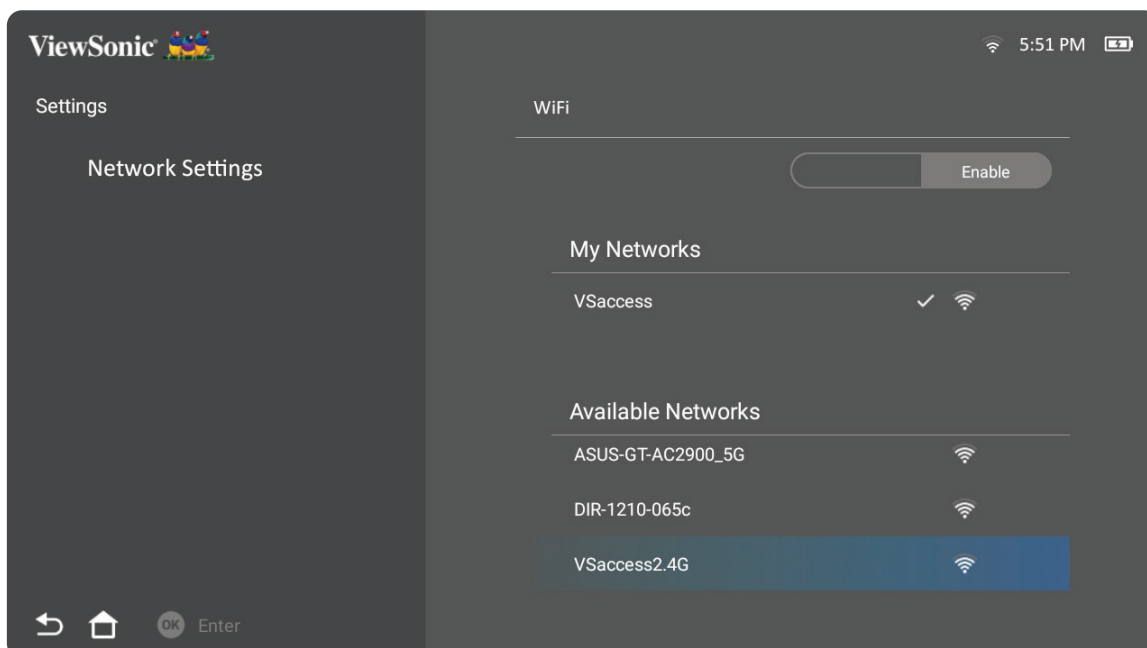 ViewSonic
5:51 PM
Settings
WiFi
Network Settings
Enable
My Networks
VSaccess
Available Networks
ASUS-GT-AC2900_5G
DIR-1210-065c
VSaccess2.4G
OK Enter